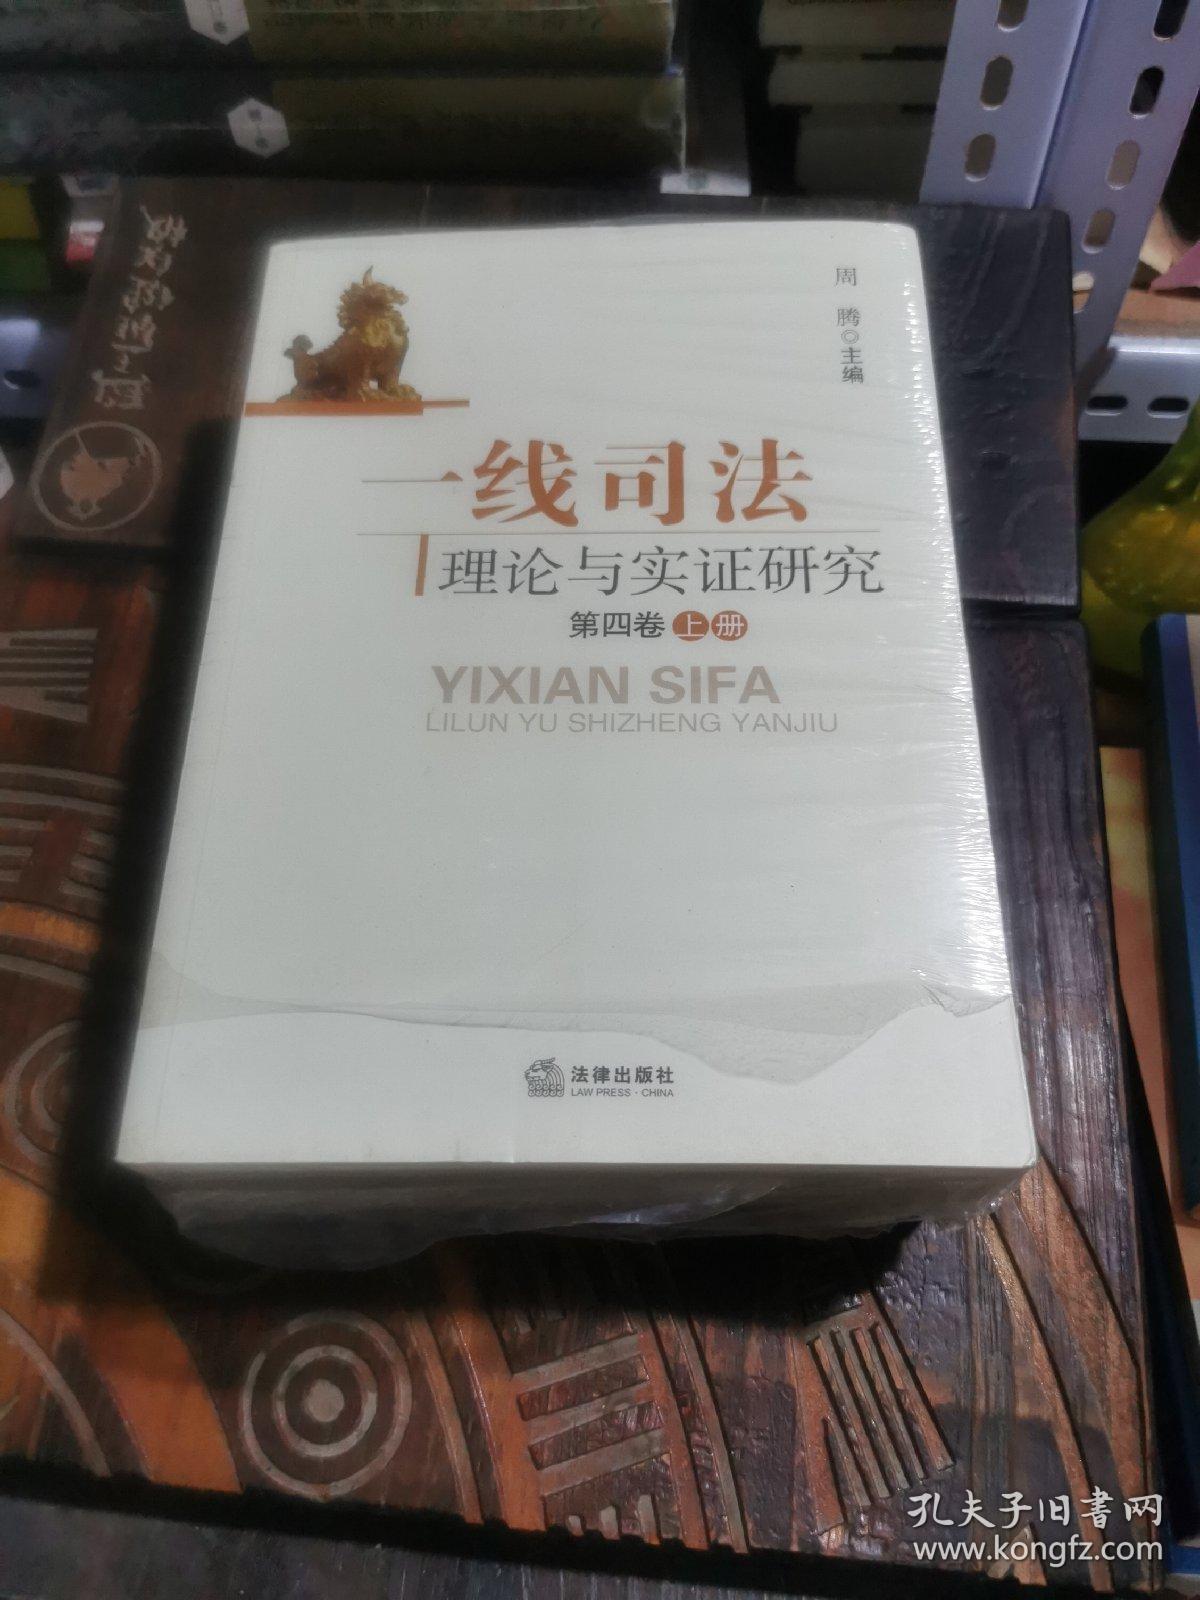 周 腾◎主编
一线司法
理论与实证研究
第四卷 上册
YIXIAN SIFA
LILUN YU SHIZHENG YANJIU
法律出版社
LAW PRESS·CHINA
孔夫子旧书网
www.kongfz.com